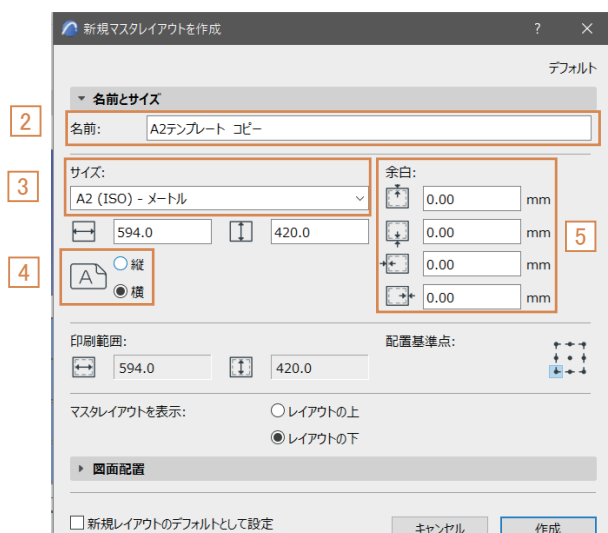 新規マスタレイアウトを作成 ? ×
デフォルト
名前とサイズ
2
名前: A2テンプレート コピー
3
サイズ: 余白:
A2 (ISO) - メートル 0.00 mm
594.0 420.0 0.00 mm
5
4
A 縦 0.00 mm
横 0.00 mm
印刷範囲: 配置基準点:
594.0 420.0
マスタレイアウトを表示: レイアウトの上
レイアウトの下
図面配置
新規レイアウトのデフォルトとして設定 キャンセル 作成